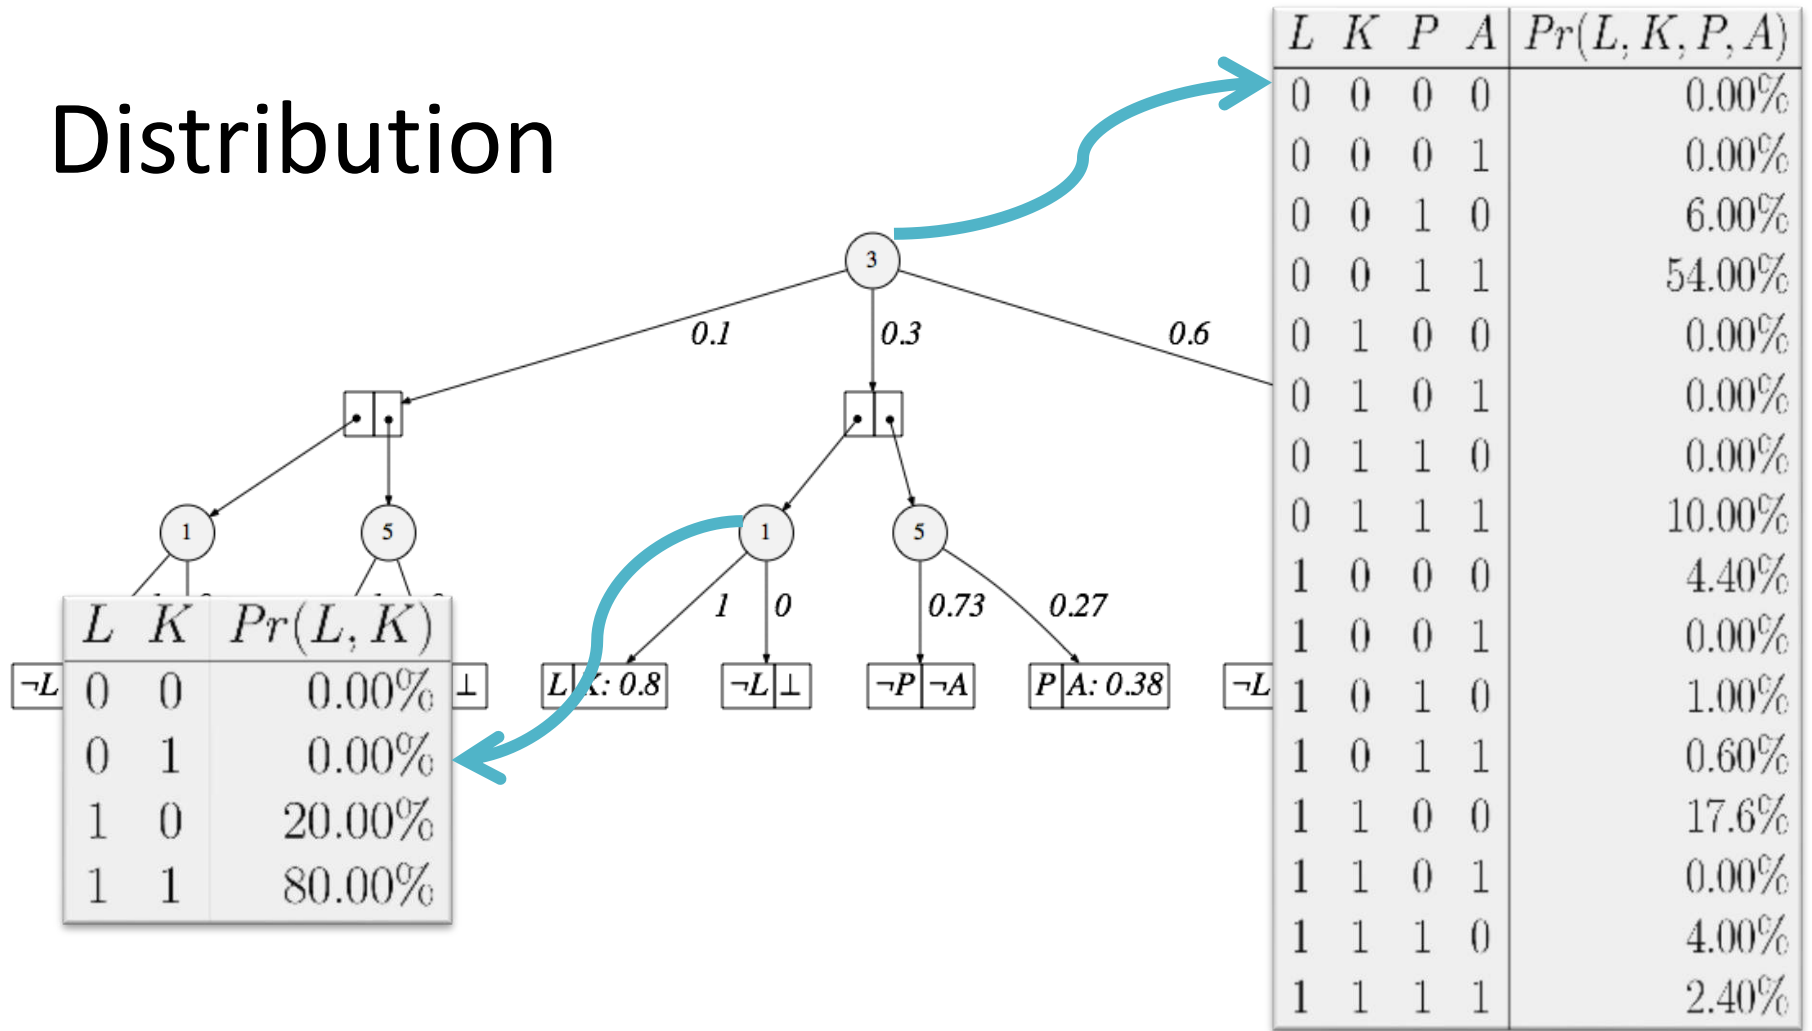 Distribution
3
0.1 0.3 0.6
1 5 1 5
1 0 0.73 0.27
¬L ⊥ L K: 0.8 ¬L ⊥ ¬P ¬A P A: 0.38 ¬L
L K Pr(L, K)
0 0 0.00%
0 1 0.00%
1 0 20.00%
1 1 80.00%
L K P A Pr(L, K, P, A)
0 0 0 0 0.00%
0 0 0 1 0.00%
0 0 1 0 6.00%
0 0 1 1 54.00%
0 1 0 0 0.00%
0 1 0 1 0.00%
0 1 1 0 0.00%
0 1 1 1 10.00%
1 0 0 0 4.40%
1 0 0 1 0.00%
1 0 1 0 1.00%
1 0 1 1 0.60%
1 1 0 0 17.6%
1 1 0 1 0.00%
1 1 1 0 4.00%
1 1 1 1 2.40%